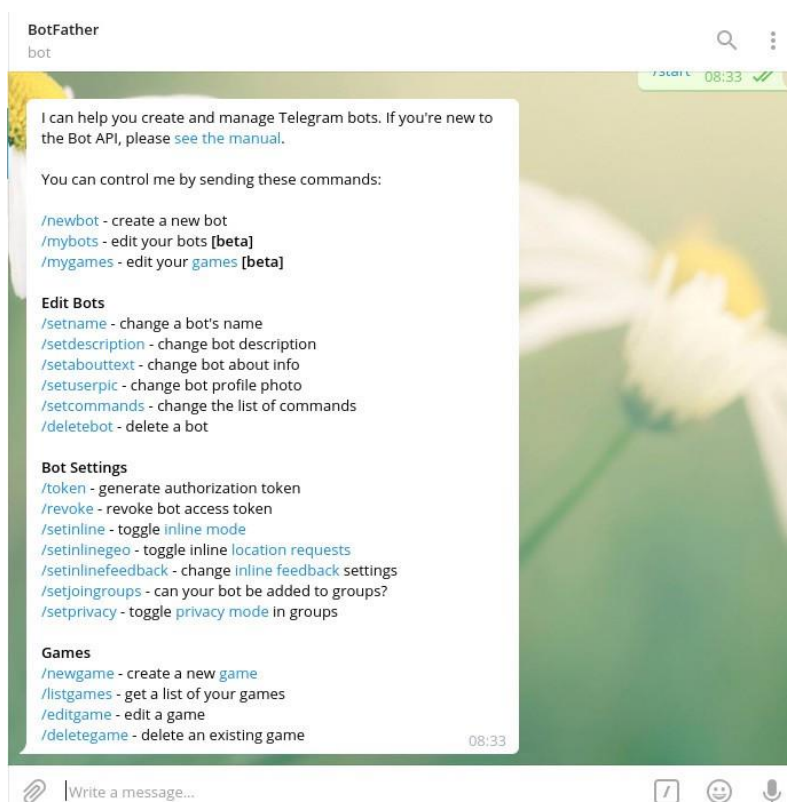 BotFather
bot
/start 08:33
I can help you create and manage Telegram bots. If you're new to
the Bot API, please see the manual.
You can control me by sending these commands:
/newbot - create a new bot
/mybots - edit your bots [beta]
/mygames - edit your games [beta]
Edit Bots
/setname - change a bot's name
/setdescription - change bot description
/setabouttext - change bot about info
/setuserpic - change bot profile photo
/setcommands - change the list of commands
/deletebot - delete a bot
Bot Settings
/token - generate authorization token
/revoke - revoke bot access token
/setinline - toggle inline mode
/setinlinegeo - toggle inline location requests
/setinlinefeedback - change inline feedback settings
/setjoingroups - can your bot be added to groups?
/setprivacy - toggle privacy mode in groups
Games
/newgame - create a new game
/listgames - get a list of your games
/editgame - edit a game
/deletegame - delete an existing game
08:33
Write a message...